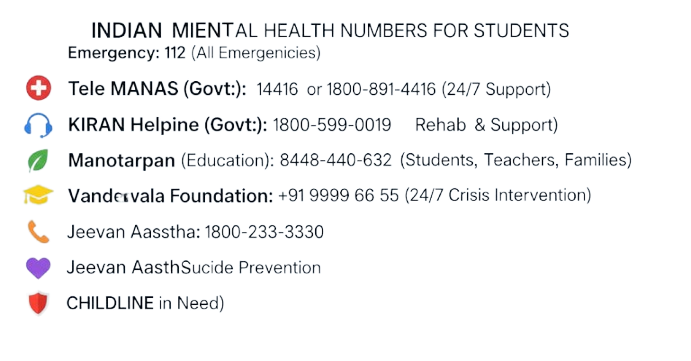 INDIAN MIENTAL HEALTH NUMBERS FOR STUDENTS
Emergency: 112 (All Emergenicies)
Tele MANAS (Govt:): 14416 or 1800-891-4416 (24/7 Support)
KIRAN Helpine (Govt:): 1800-599-0019 Rehab & Support)
Manotarpan (Education): 8448-440-632 (Students, Teachers, Families)
Foundation: +91 9999 66 55 (24/7 Crisis Intervention)
Jeevan Aasstha: 1800-233-3330
Jeevan AasthSucide Prevention
CHILDLINE in Need)